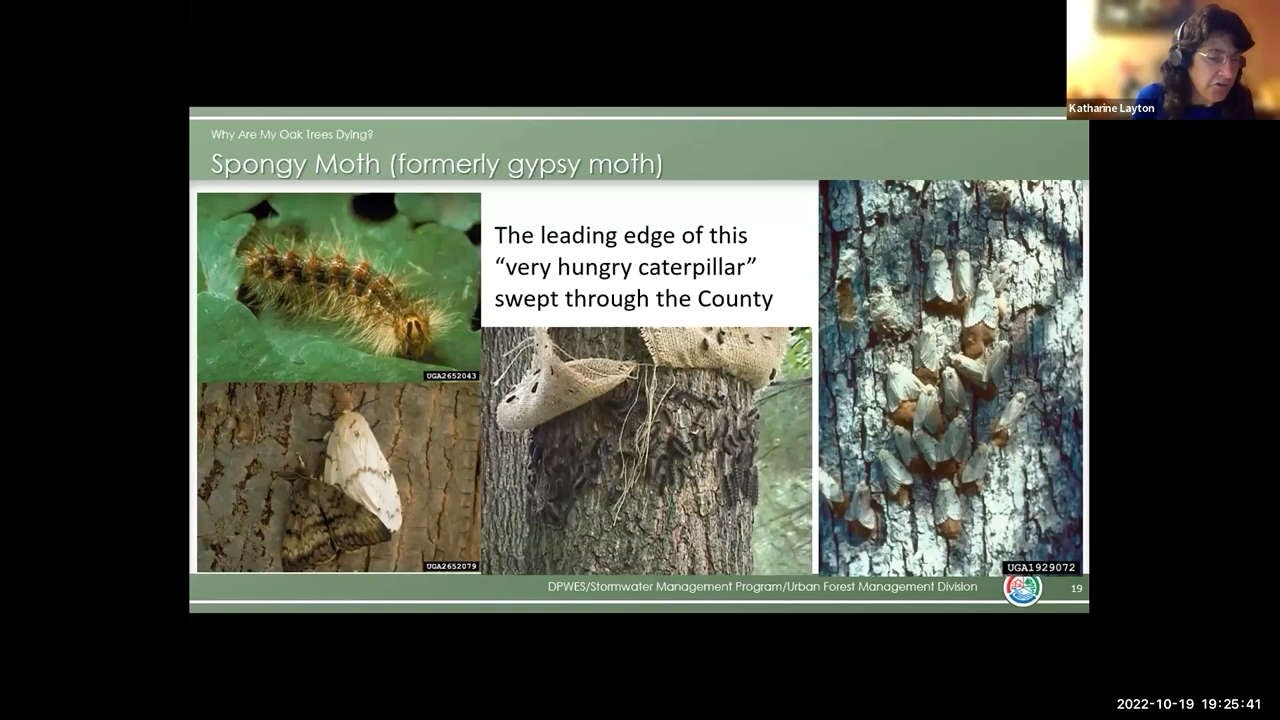 Katharine Layton
Why Are My Oak Trees Dying?
Spongy Moth (formerly gypsy moth)
The leading edge of this
“very hungry caterpillar”
swept through the County
UGA2652043
UGA2652079
UGA1929072
DPWES/Stormwater Management Program/Urban Forest Management Division
19
2022-10-19 19:25:41